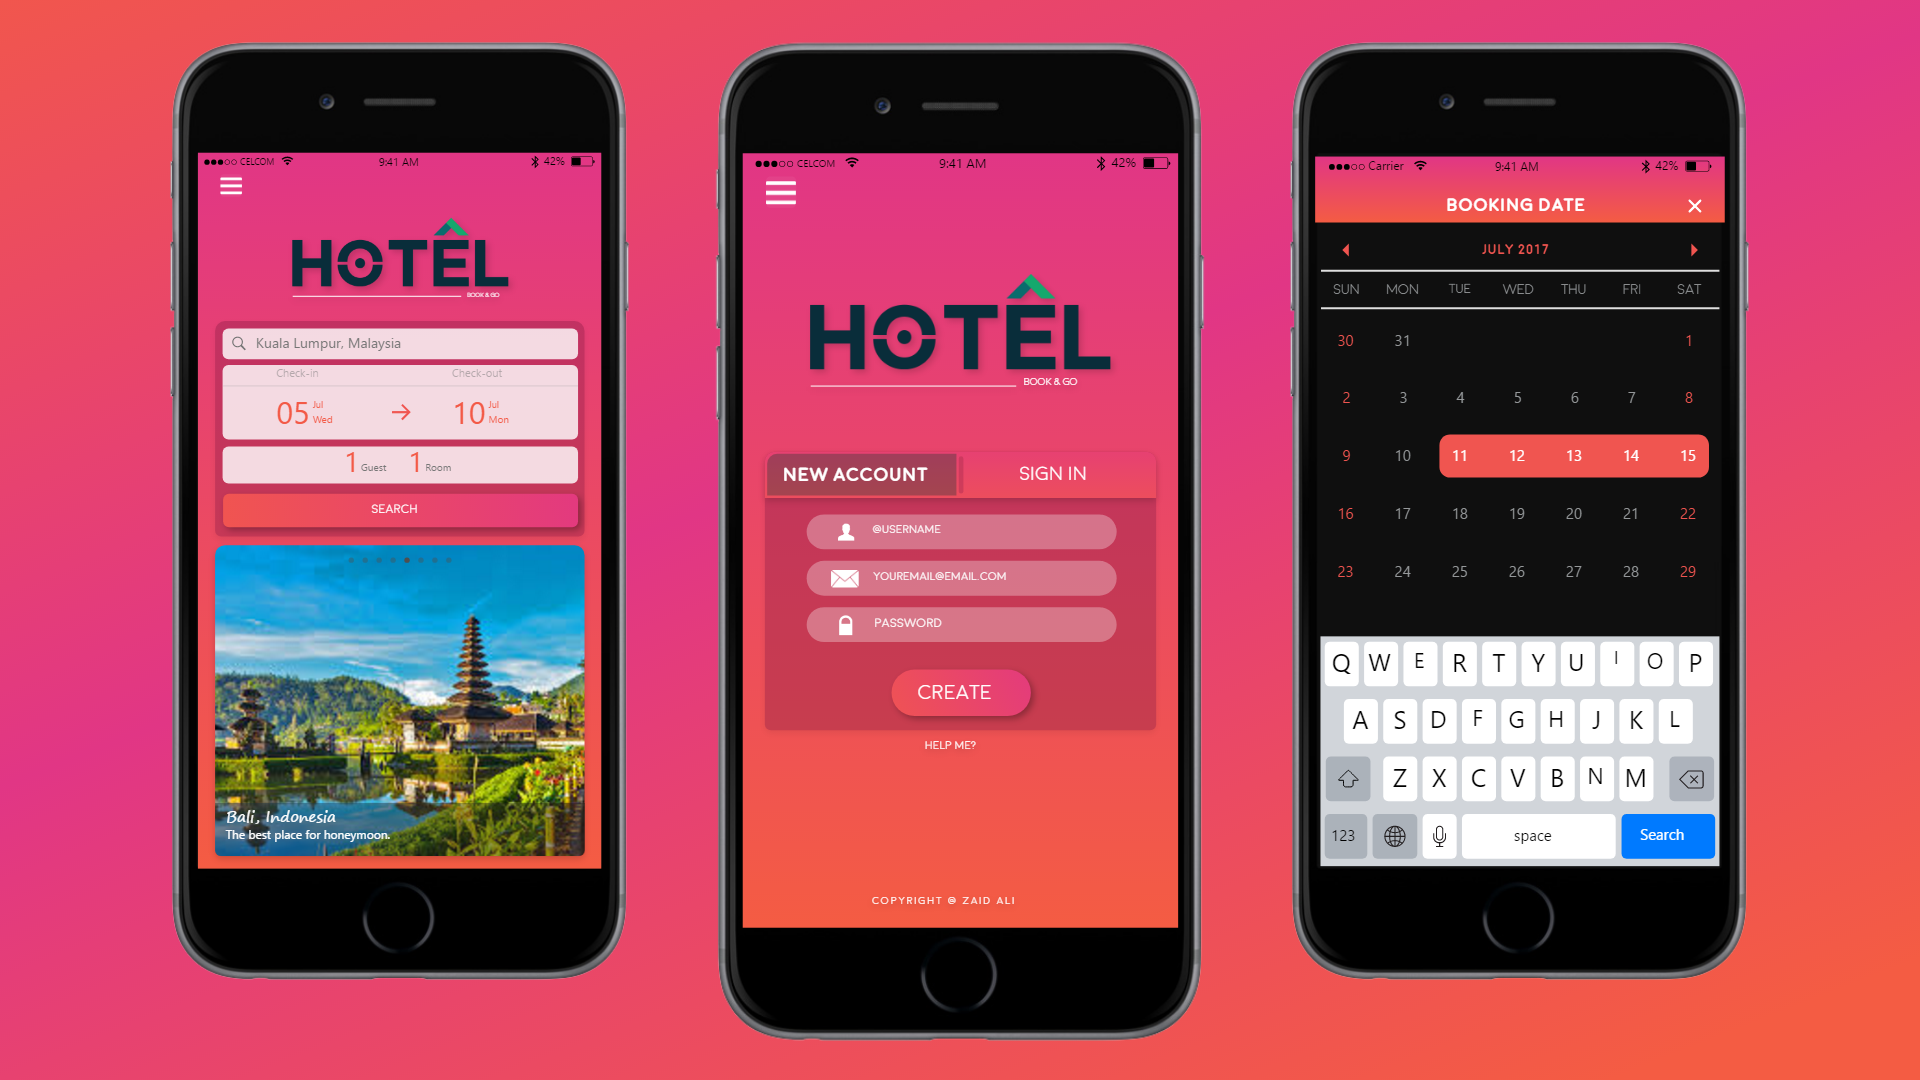 CELCOM 9:41 AM 42%
HOTÊL
BOOK & GO
Kuala Lumpur, Malaysia
Check-in Check-out
05 Jul Wed → 10 Jul Mon
1 Guest 1 Room
SEARCH
Bali, Indonesia
The best place for honeymoon.
CELCOM 9:41 AM 42%
HOTÊL
BOOK & GO
NEW ACCOUNT SIGN IN
@USERNAME
YOUREMAIL@EMAIL.COM
PASSWORD
CREATE
HELP ME?
COPYRIGHT @ ZAID ALI
Carrier 9:41 AM 42%
BOOKING DATE
JULY 2017
SUN MON TUE WED THU FRI SAT
30 31 1
2 3 4 5 6 7 8
9 10 11 12 13 14 15
16 17 18 19 20 21 22
23 24 25 26 27 28 29
Q W E R T Y U I O P
A S D F G H J K L
Z X C V B N M
123 space Search